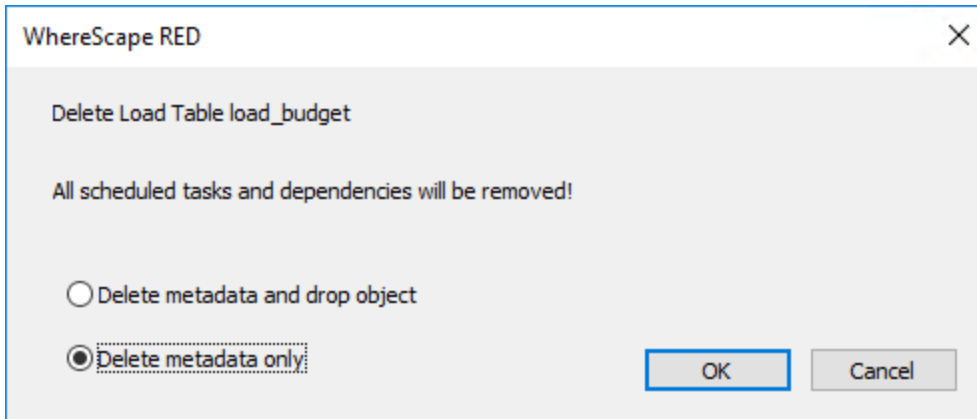 WhereScape RED
Delete Load Table load_budget
All scheduled tasks and dependencies will be removed!
Delete metadata and drop object
Delete metadata only
OK
Cancel